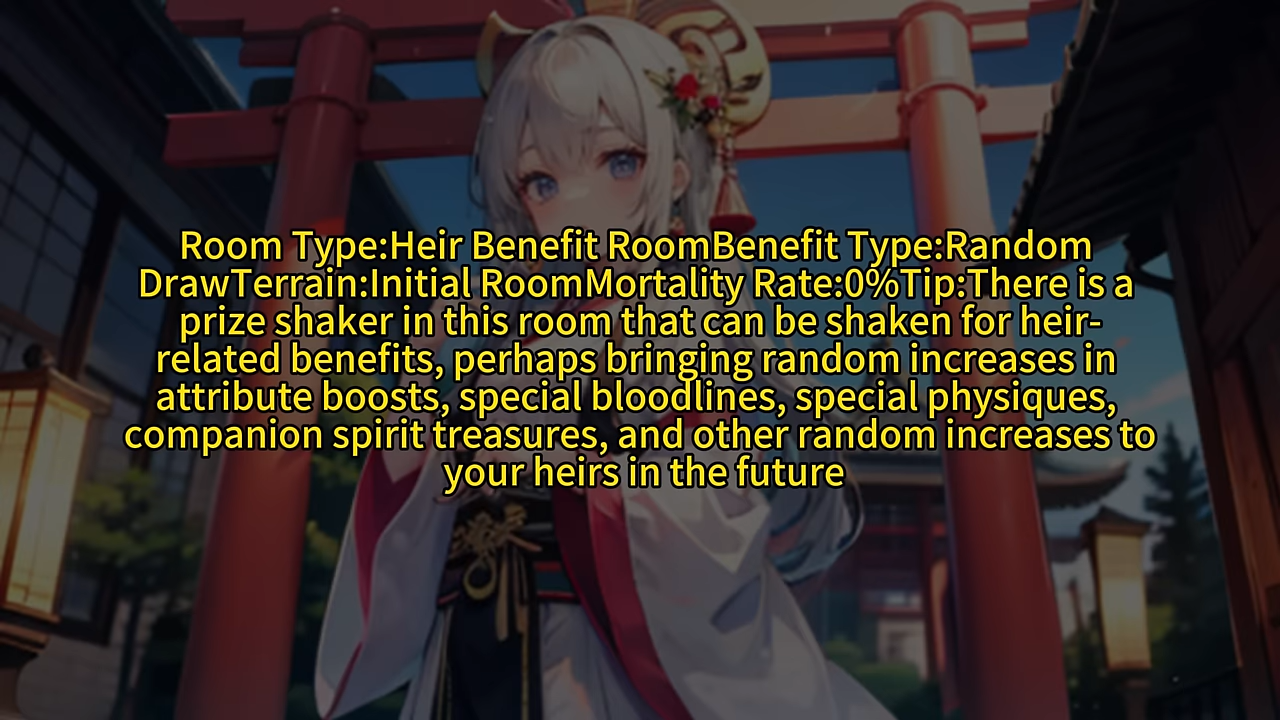 Room Type:Heir Benefit RoomBenefit Type:Random
DrawTerrain:Initial RoomMortality Rate:0%Tip:There is a
prize shaker in this room that can be shaken for heir-
related benefits, perhaps bringing random increases in
attribute boosts, special bloodlines, special physiques,
companion spirit treasures, and other random increases to
your heirs in the future